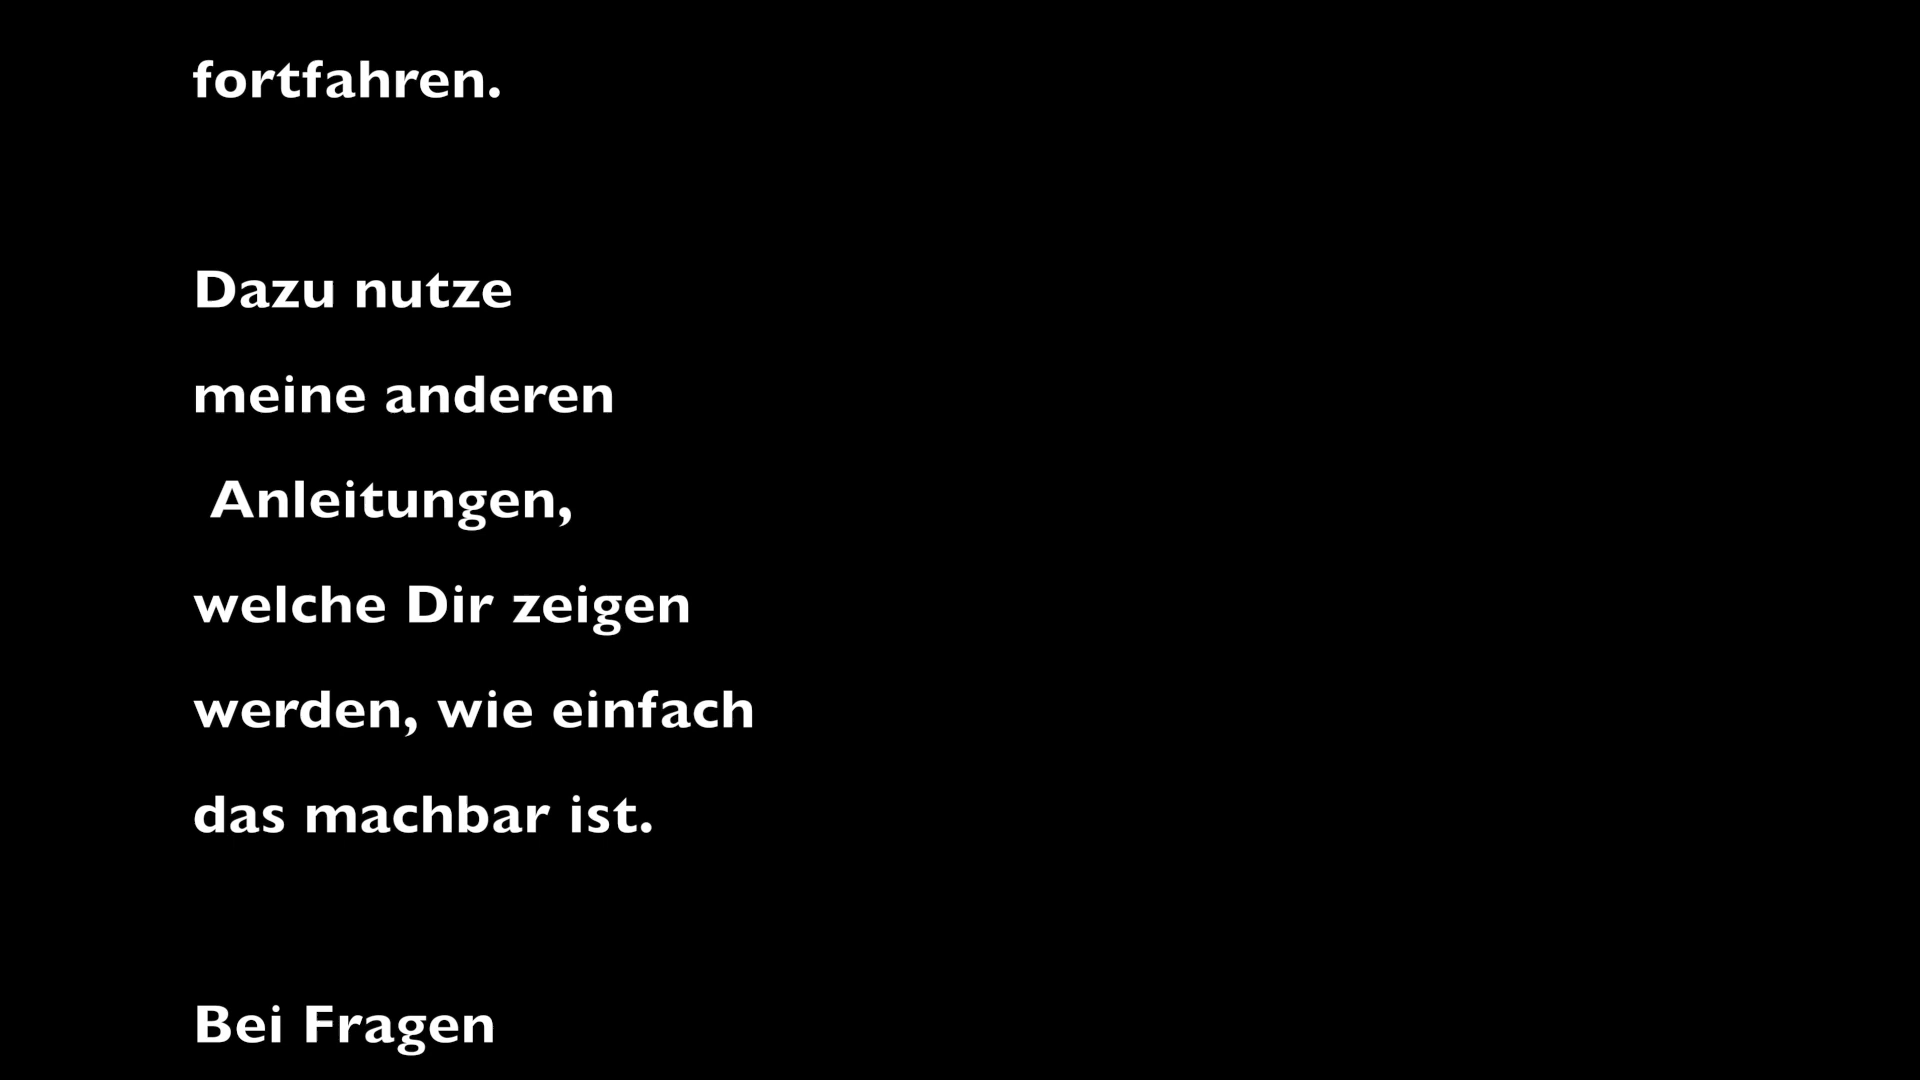 fortfahren.
Dazu nutze
meine anderen
Anleitungen,
welche Dir zeigen
werden, wie einfach
das machbar ist.
Bei Fragen